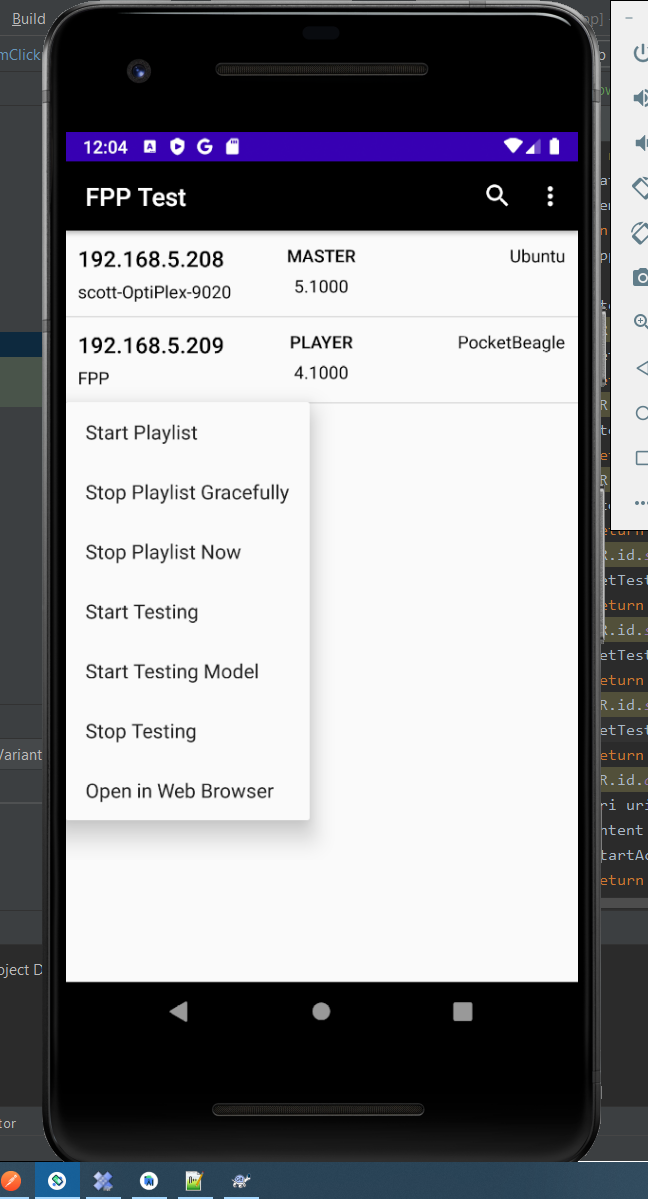 Build
mClick
12:04
FPP Test
192.168.5.208
MASTER
Ubuntu
scott-OptiPlex-9020
5.1000
192.168.5.209
PLAYER
PocketBeagle
FPP
4.1000
Start Playlist
Stop Playlist Gracefully
Stop Playlist Now
Start Testing
Start Testing Model
Stop Testing
Open in Web Browser
R.id.s
etTest
return
R.id.s
etTest
return
R.id.s
etTest
return
R.id.
ri uri
ntent
tartAc
return
Variant
oject D
tor